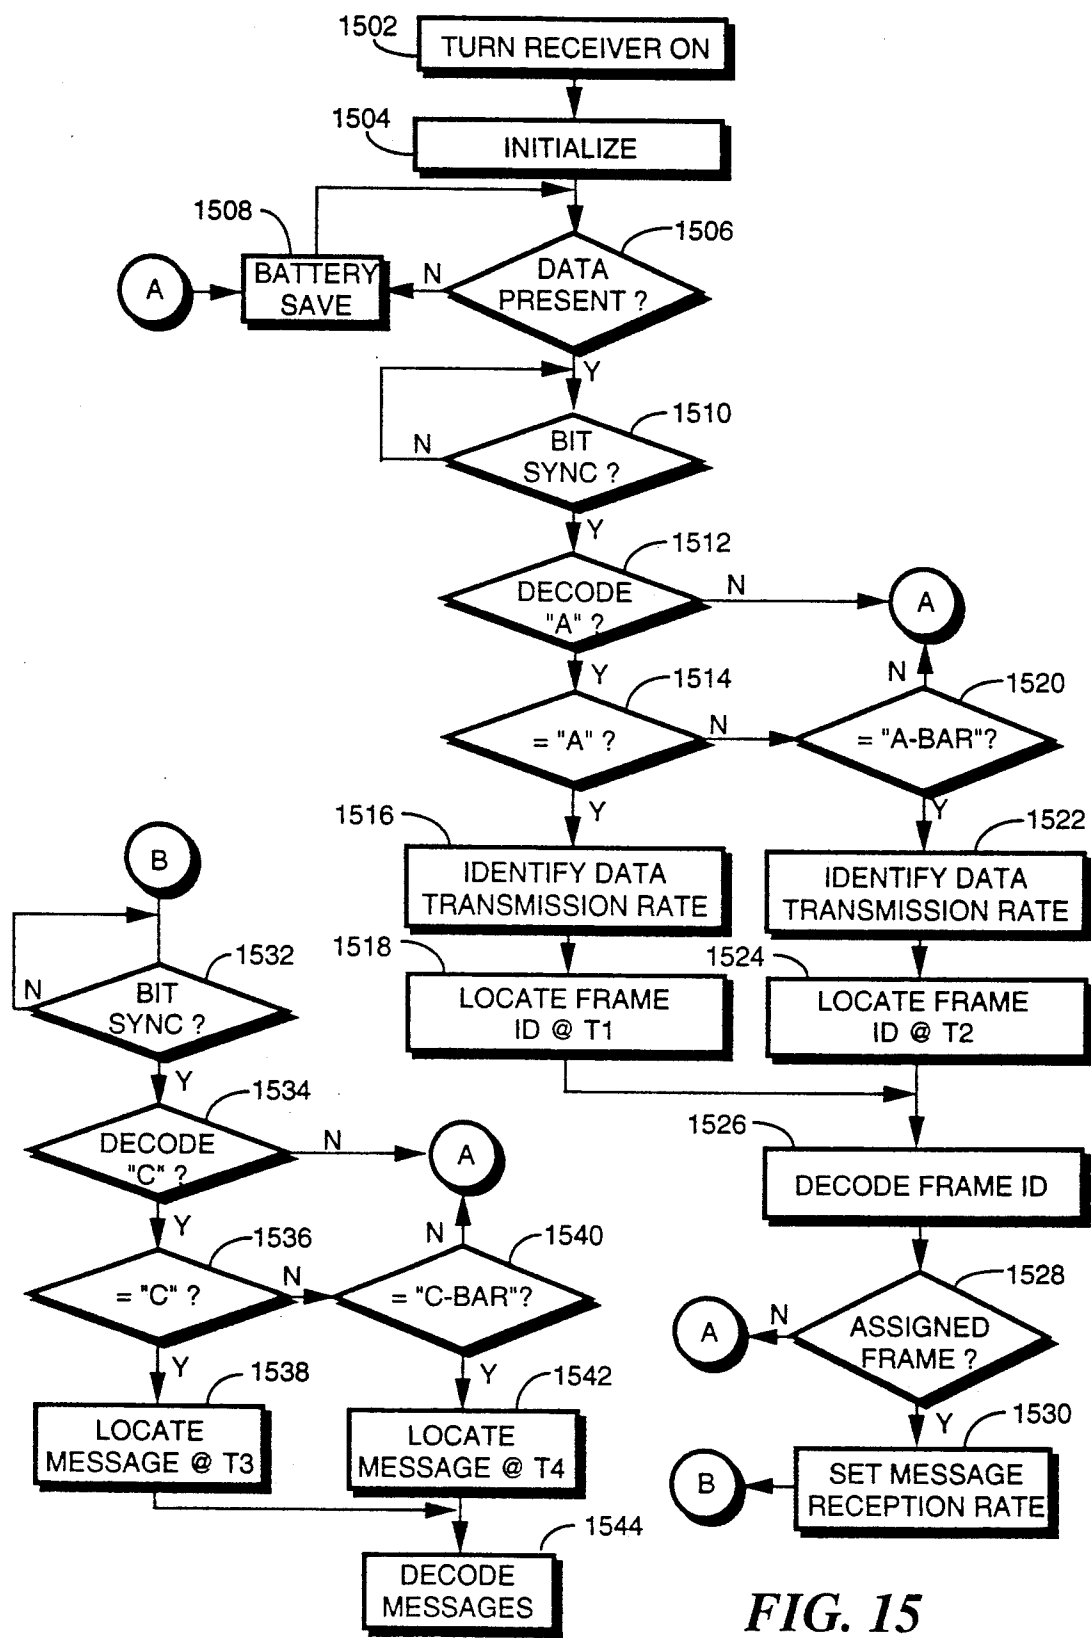 1502
TURN RECEIVER ON
1504
INITIALIZE
1508
1506
A
BATTERY
SAVE
N
DATA
PRESENT ?
Y
1510
N
BIT
SYNC ?
Y
1512
DECODE
"A" ?
N
A
Y
1514
N
1520
= "A" ?
N
= "A-BAR"?
Y
Y
1516
1522
IDENTIFY DATA
TRANSMISSION RATE
IDENTIFY DATA
TRANSMISSION RATE
1518
1524
LOCATE FRAME
ID @ T1
LOCATE FRAME
ID @ T2
1526
DECODE FRAME ID
1528
ASSIGNED
FRAME ?
N
A
Y
1530
SET MESSAGE
RECEPTION RATE
B
B
1532
N
BIT
SYNC ?
Y
1534
DECODE
"C" ?
N
A
Y
1536
N
1540
= "C" ?
N
= "C-BAR"?
Y
Y
1538
1542
LOCATE
MESSAGE @ T3
LOCATE
MESSAGE @ T4
1544
DECODE
MESSAGES
FIG. 15